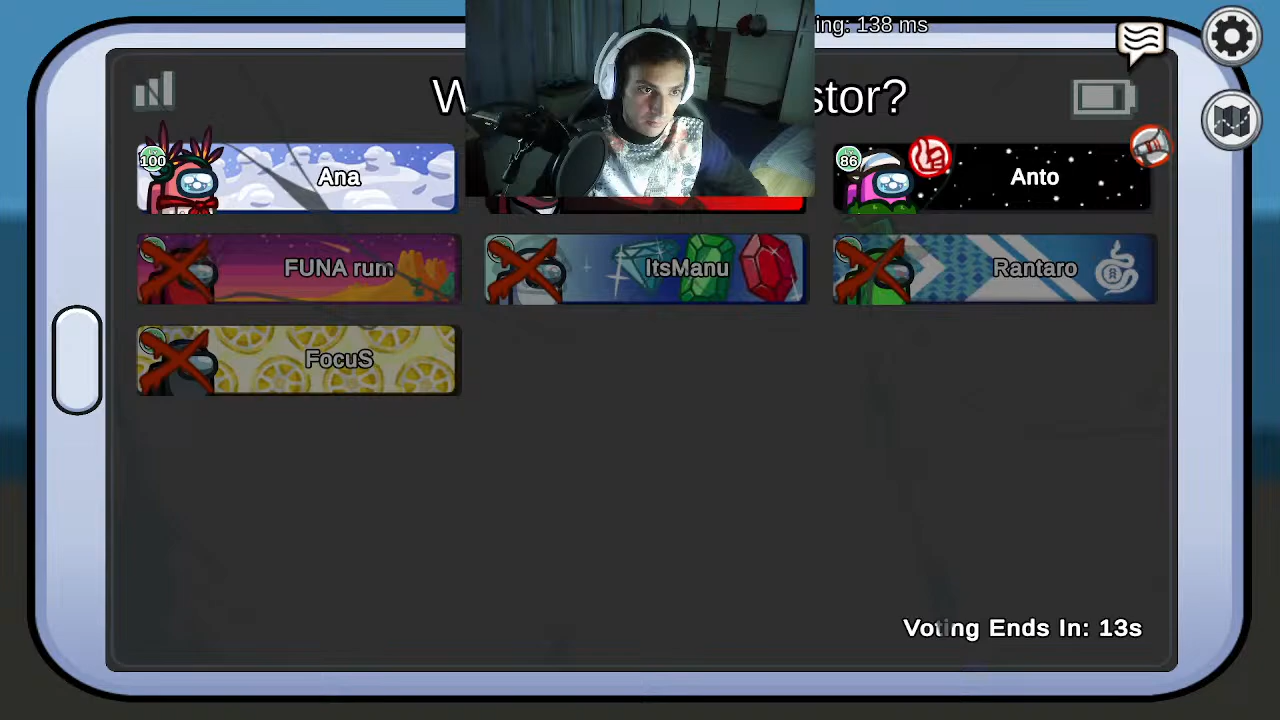 ing: 138 ms
W
stor?
100
Ana
86
Anto
FUNA rum
ItsManu
Rantaro
FocuS
Voting Ends In: 13s